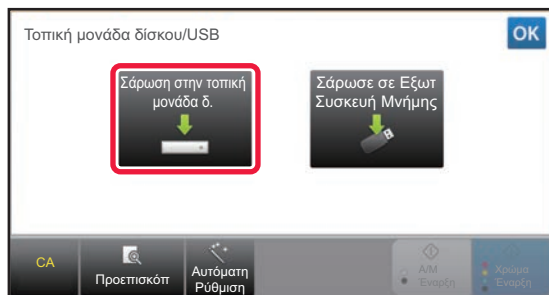 Τοπική μονάδα δίσκου/USB
OK
Σάρωση στην τοπική
μονάδα δ.
Σάρωσε σε Εξωτ
Συσκευή Μνήμης
CA
Προεπισκόπ
Αυτόματη
Ρύθμιση
Α/Μ
Έναρξη
Χρώμα
Έναρξη